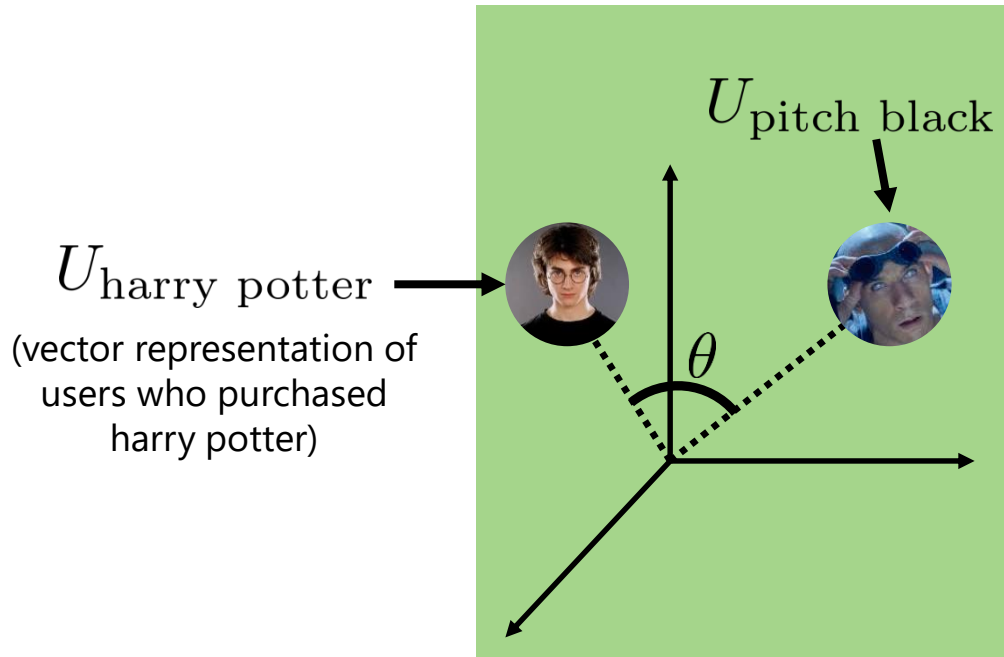 U_pitch black
U_harry potter
θ
(vector representation of
users who purchased
harry potter)